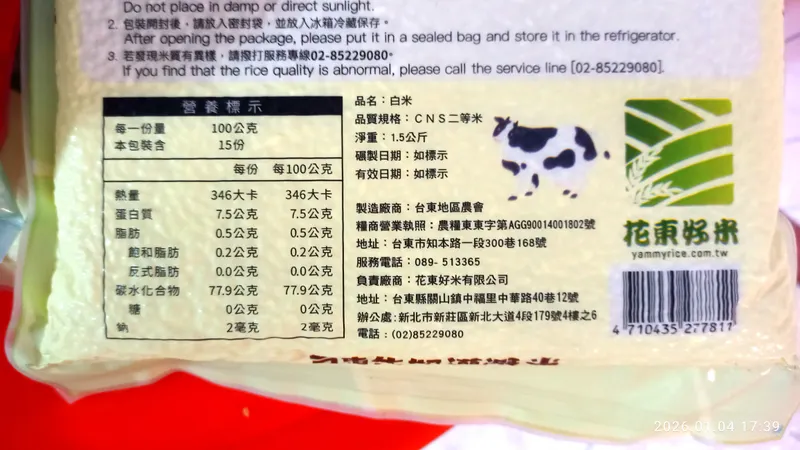 Do not place in damp or direct sunlight.
2. 包裝開封後，請放入密封袋，並放入冰箱冷藏保存。
After opening the package, please put it in a sealed bag and store it in the refrigerator.
3. 若發現米質有異樣，請撥打服務專線02-85229080。
If you find that the rice quality is abnormal, please call the service line [02-85229080].
營養標示
每一份量 100公克
本包裝含 15份
每份 每100公克
熱量 346大卡 346大卡
蛋白質 7.5公克 7.5公克
脂肪 0.5公克 0.5公克
飽和脂肪 0.2公克 0.2公克
反式脂肪 0.0公克 0.0公克
碳水化合物 77.9公克 77.9公克
糖 0公克 0公克
鈉 2毫克 2毫克
品名：白米
品質規格：CNS二等米
淨重：1.5公斤
碾製日期：如標示
有效日期：如標示
製造廠商：台東地區農會
糧商營業執照：農糧東東字第AGG90014001802號
地址：台東市知本路一段300巷168號
服務電話：089-513365
負責廠商：花東好米有限公司
地址：台東縣關山鎮中福里中華路40巷12號
辦公處:新北市新莊區新北大道4段179號4樓之6
電話：(02)85229080
花東好米
yammyrice.com.tw
4 710435 277811
2026.01.04 17:39